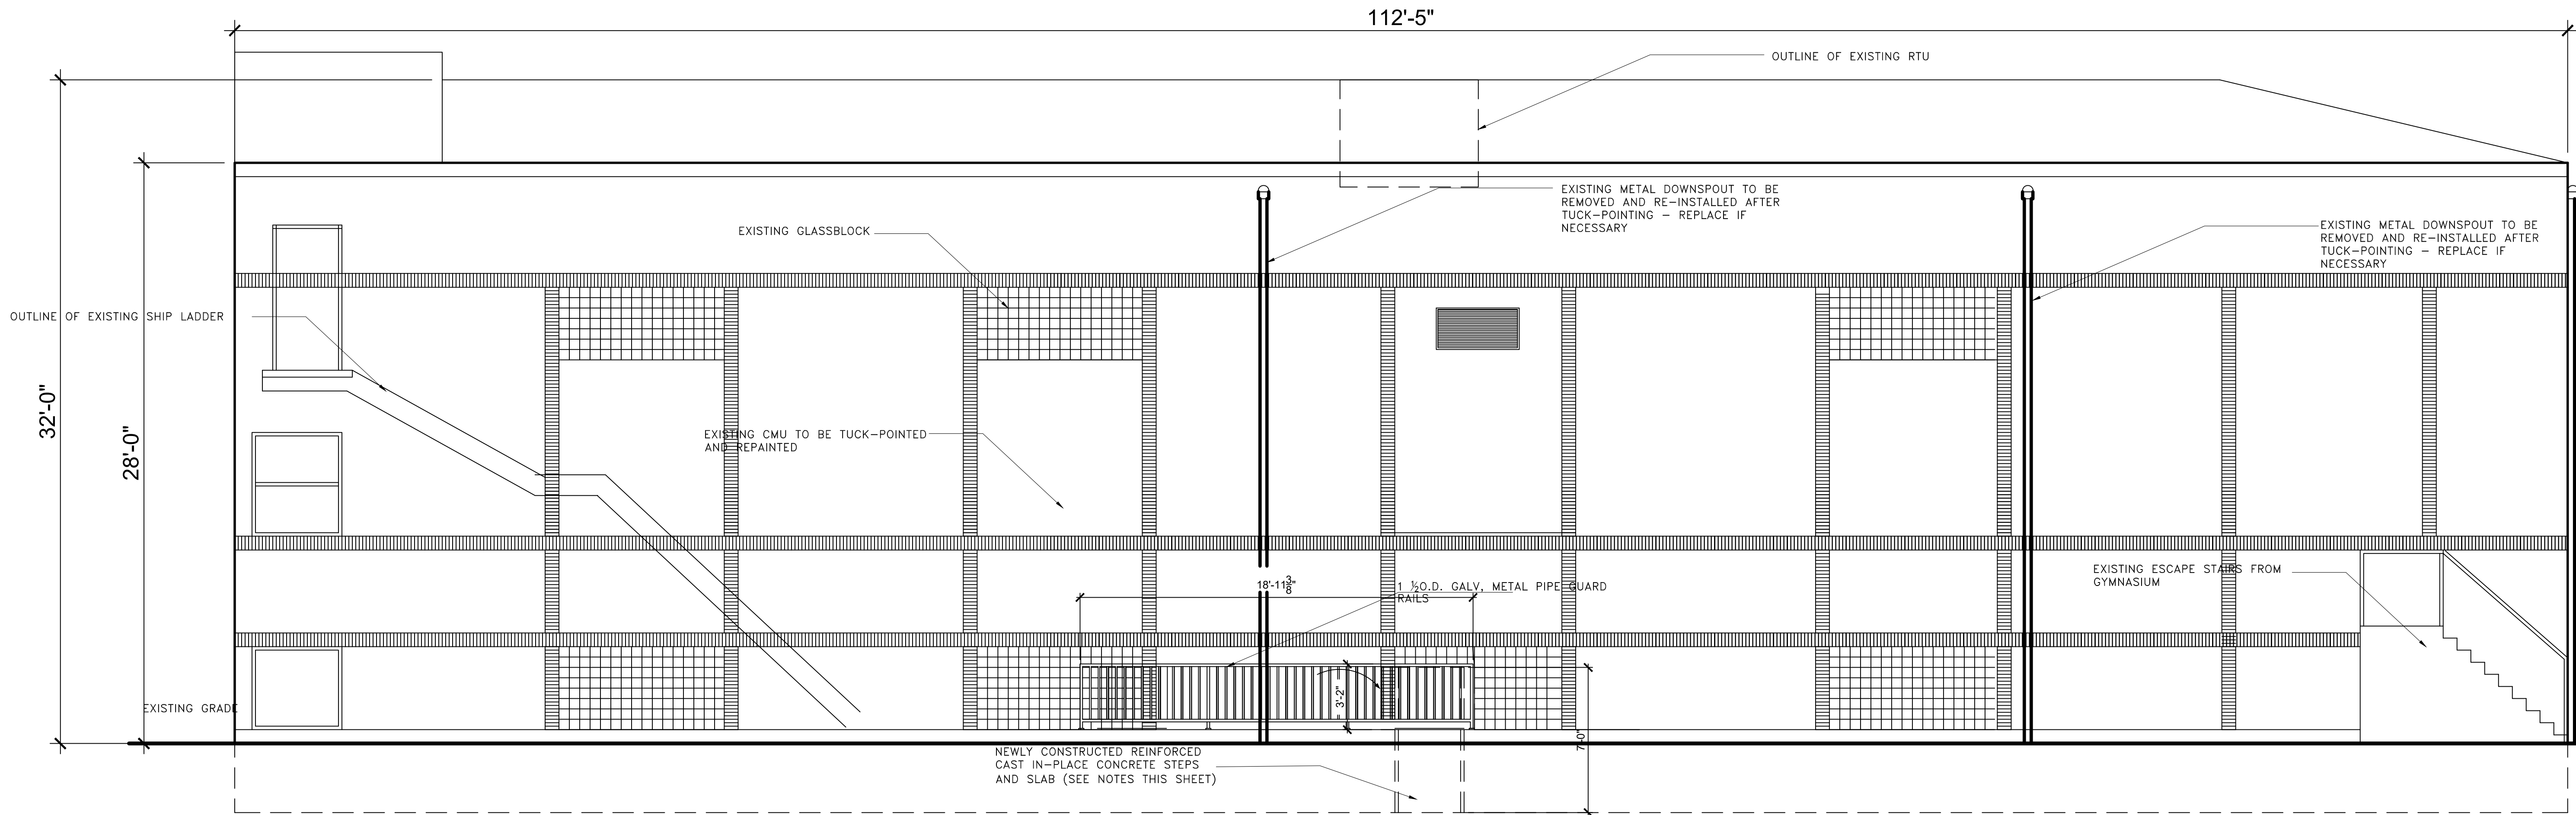 112'-5"
OUTLINE OF EXISTING RTU
EXISTING METAL DOWNSPOUT TO BE
REMOVED AND RE-INSTALLED AFTER
TUCK-POINTING - REPLACE IF
NECESSARY
EXISTING GLASSBLOCK
EXISTING METAL DOWNSPOUT TO BE
REMOVED AND RE-INSTALLED AFTER
TUCK-POINTING - REPLACE IF
NECESSARY
OUTLINE OF EXISTING SHIP LADDER
32'-0"
28'-0"
EXISTING CMU TO BE TUCK-POINTED
AND REPAINTED
18'-11 3/8"
1 ½O.D. GALV, METAL PIPE GUARD
RAILS
EXISTING ESCAPE STAIRS FROM
GYMNASIUM
3'-2"
EXISTING GRADE
7'-0"
NEWLY CONSTRUCTED REINFORCED
CAST IN-PLACE CONCRETE STEPS
AND SLAB (SEE NOTES THIS SHEET)